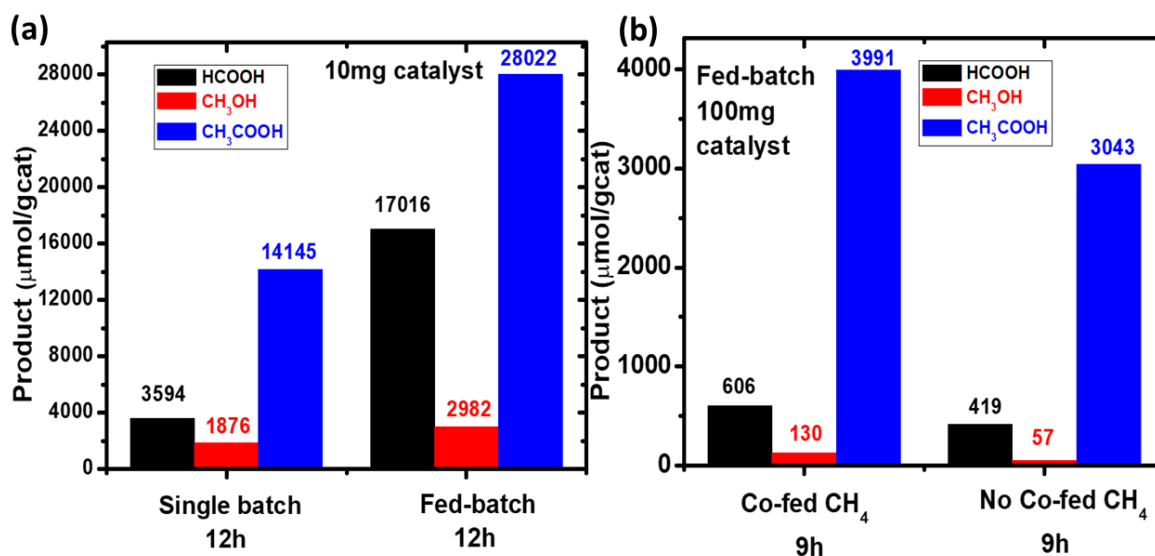 (a)
Product (μmol/gcat)
28000
24000
20000
16000
12000
8000
4000
0
HCOOH
CH₃OH
CH₃COOH
10mg catalyst
3594
1876
14145
17016
2982
28022
Single batch
12h
Fed-batch
12h
(b)
Product (μmol/gcat)
4000
3000
2000
1000
0
Fed-batch
100mg
catalyst
HCOOH
CH₃OH
CH₃COOH
606
130
3991
419
57
3043
Co-fed CH₄
9h
No Co-fed CH₄
9h